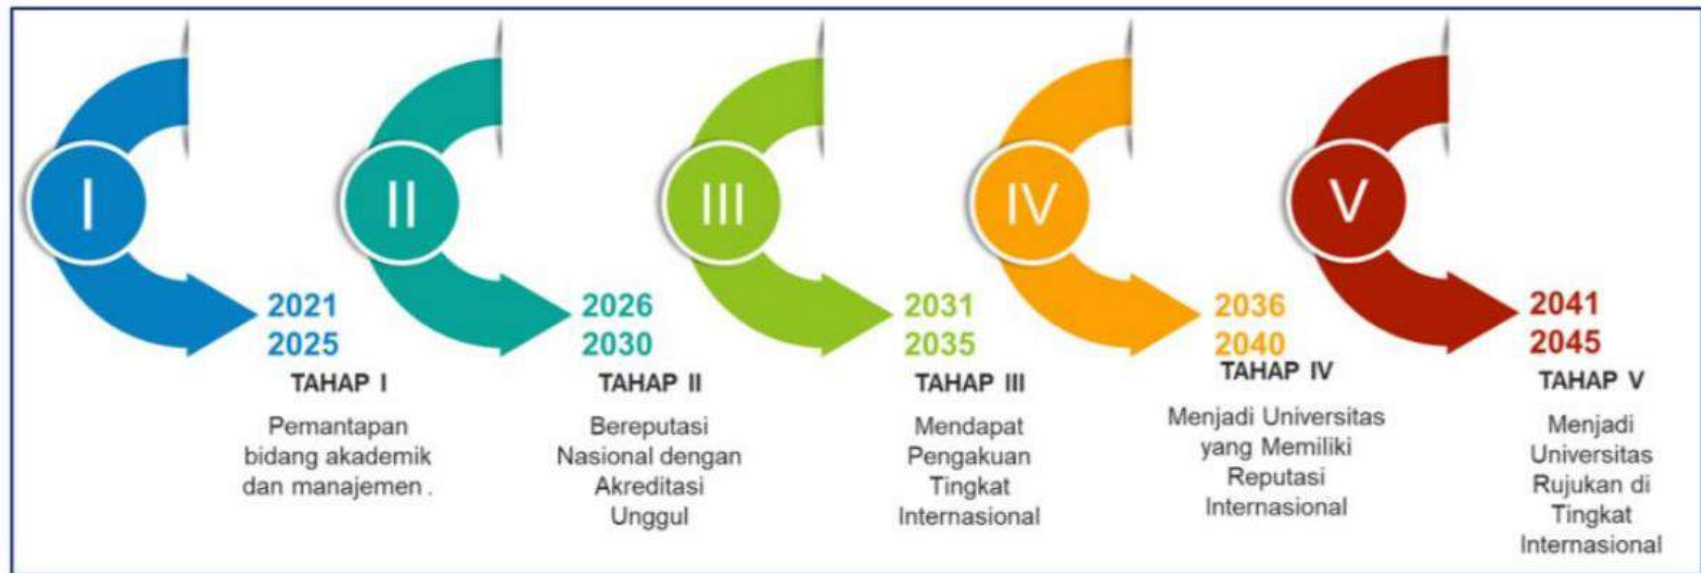 I
2021
2025
TAHAP I
Pemantapan
bidang akademik
dan manajemen .
II
2026
2030
TAHAP II
Bereputasi
Nasional dengan
Akreditasi
Unggul
III
2031
2035
TAHAP III
Mendapat
Pengakuan
Tingkat
Internasional
IV
2036
2040
TAHAP IV
Menjadi Universitas
yang Memiliki
Reputasi
Internasional
V
2041
2045
TAHAP V
Menjadi
Universitas
Rujukan di
Tingkat
Internasional